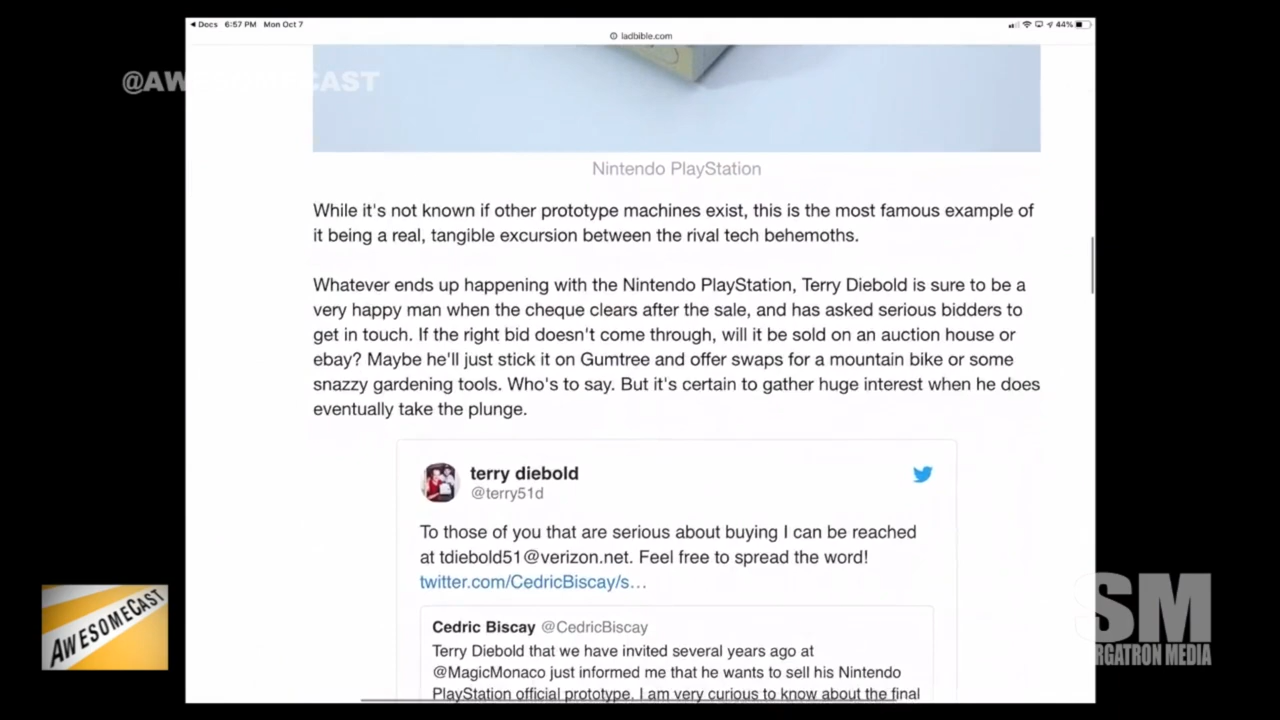 Docs 6:57 PM Mon Oct 7
44%
ladbible.com
@AWESOMECAST
Nintendo PlayStation
While it's not known if other prototype machines exist, this is the most famous example of
it being a real, tangible excursion between the rival tech behemoths.
Whatever ends up happening with the Nintendo PlayStation, Terry Diebold is sure to be a
very happy man when the cheque clears after the sale, and has asked serious bidders to
get in touch. If the right bid doesn't come through, will it be sold on an auction house or
ebay? Maybe he'll just stick it on Gumtree and offer swaps for a mountain bike or some
snazzy gardening tools. Who's to say. But it's certain to gather huge interest when he does
eventually take the plunge.
terry diebold
@terry51d
To those of you that are serious about buying I can be reached
at tdiebold51@verizon.net. Feel free to spread the word!
twitter.com/CedricBiscay/s…
Cedric Biscay @CedricBiscay
Terry Diebold that we have invited several years ago at
@MagicMonaco just informed me that he wants to sell his Nintendo
PlayStation official prototype. I am very curious to know about the final
AWESOMECAST
SM
RGATRON MEDIA